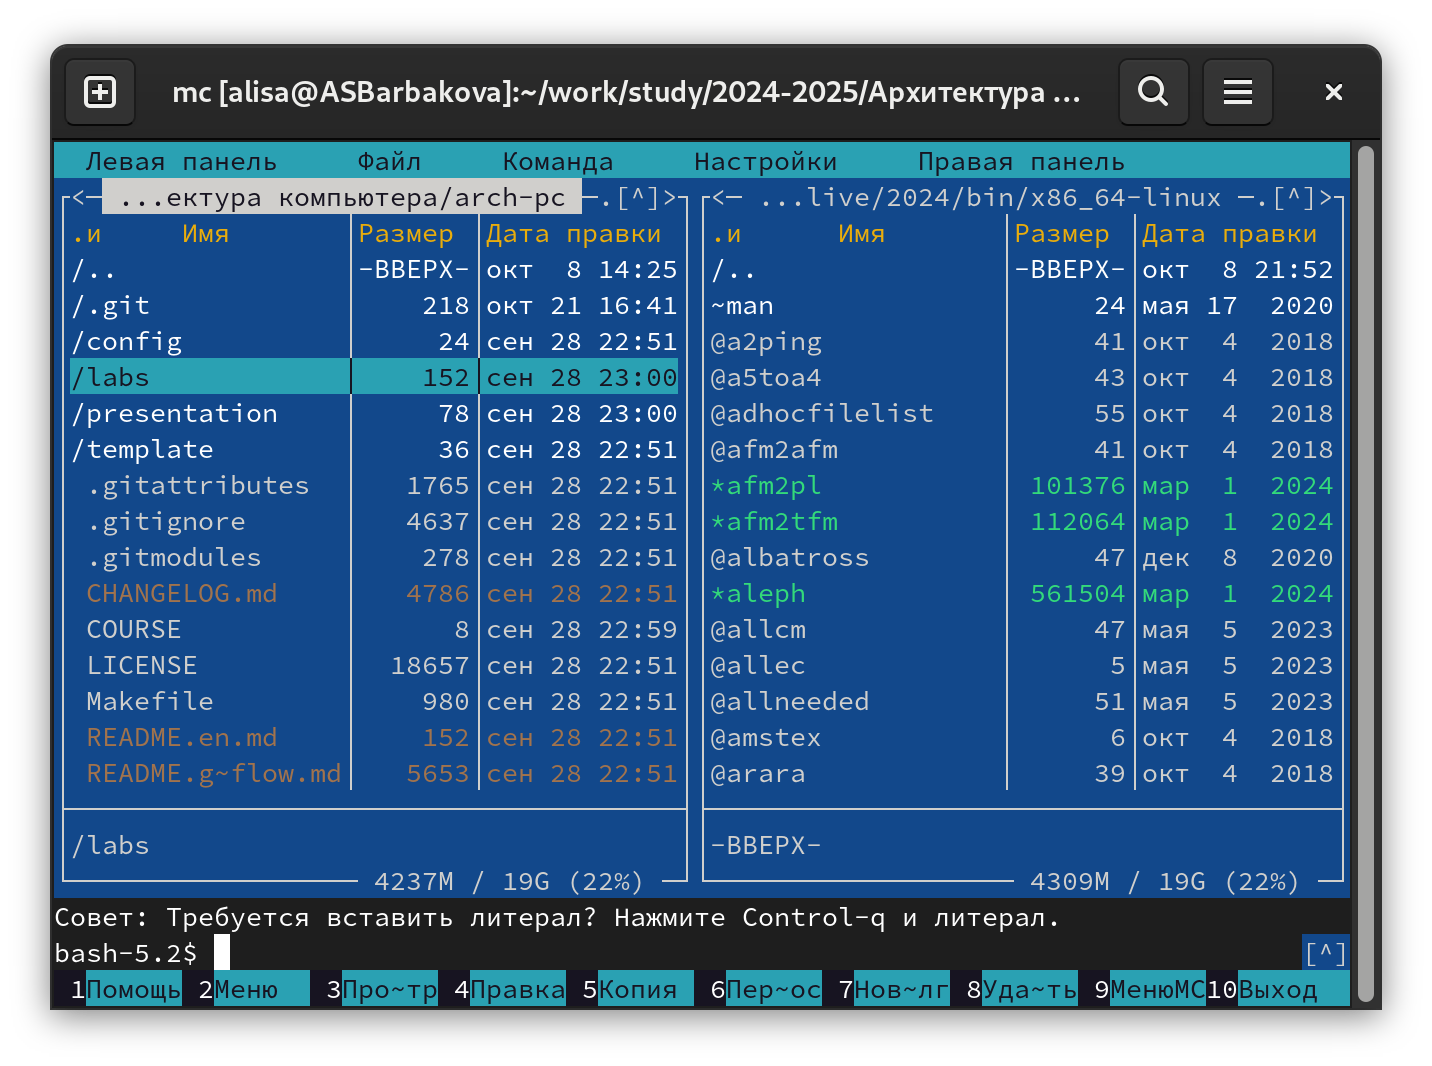 mc [alisa@ASBarbakova]:~/work/study/2024-2025/Архитектура ...
Левая панель Файл Команда Настройки Правая панель
<─ ...ектура компьютера/arch-pc ─.[^]> <─ ...live/2024/bin/x86_64-linux ─.[^]>
.и Имя Размер Дата правки .и Имя Размер Дата правки
/.. -ВВЕРХ- окт 8 14:25 /.. -ВВЕРХ- окт 8 21:52
/.git 218 окт 21 16:41 ~man 24 мая 17 2020
/config 24 сен 28 22:51 @a2ping 41 окт 4 2018
/labs 152 сен 28 23:00 @a5toa4 43 окт 4 2018
/presentation 78 сен 28 23:00 @adhocfilelist 55 окт 4 2018
/template 36 сен 28 22:51 @afm2afm 41 окт 4 2018
.gitattributes 1765 сен 28 22:51 *afm2pl 101376 мар 1 2024
.gitignore 4637 сен 28 22:51 *afm2tfm 112064 мар 1 2024
.gitmodules 278 сен 28 22:51 @albatross 47 дек 8 2020
CHANGELOG.md 4786 сен 28 22:51 *aleph 561504 мар 1 2024
COURSE 8 сен 28 22:59 @allcm 47 мая 5 2023
LICENSE 18657 сен 28 22:51 @allec 5 мая 5 2023
Makefile 980 сен 28 22:51 @allneeded 51 мая 5 2023
README.en.md 152 сен 28 22:51 @amstex 6 окт 4 2018
README.g~flow.md 5653 сен 28 22:51 @arara 39 окт 4 2018
/labs -ВВЕРХ-
4237M / 19G (22%) 4309M / 19G (22%)
Совет: Требуется вставить литерал? Нажмите Control-q и литерал.
bash-5.2$ [^]
1Помощь 2Меню 3Про~тр 4Правка 5Копия 6Пер~ос 7Нов~лг 8Уда~ть 9МенюMC 10Выход